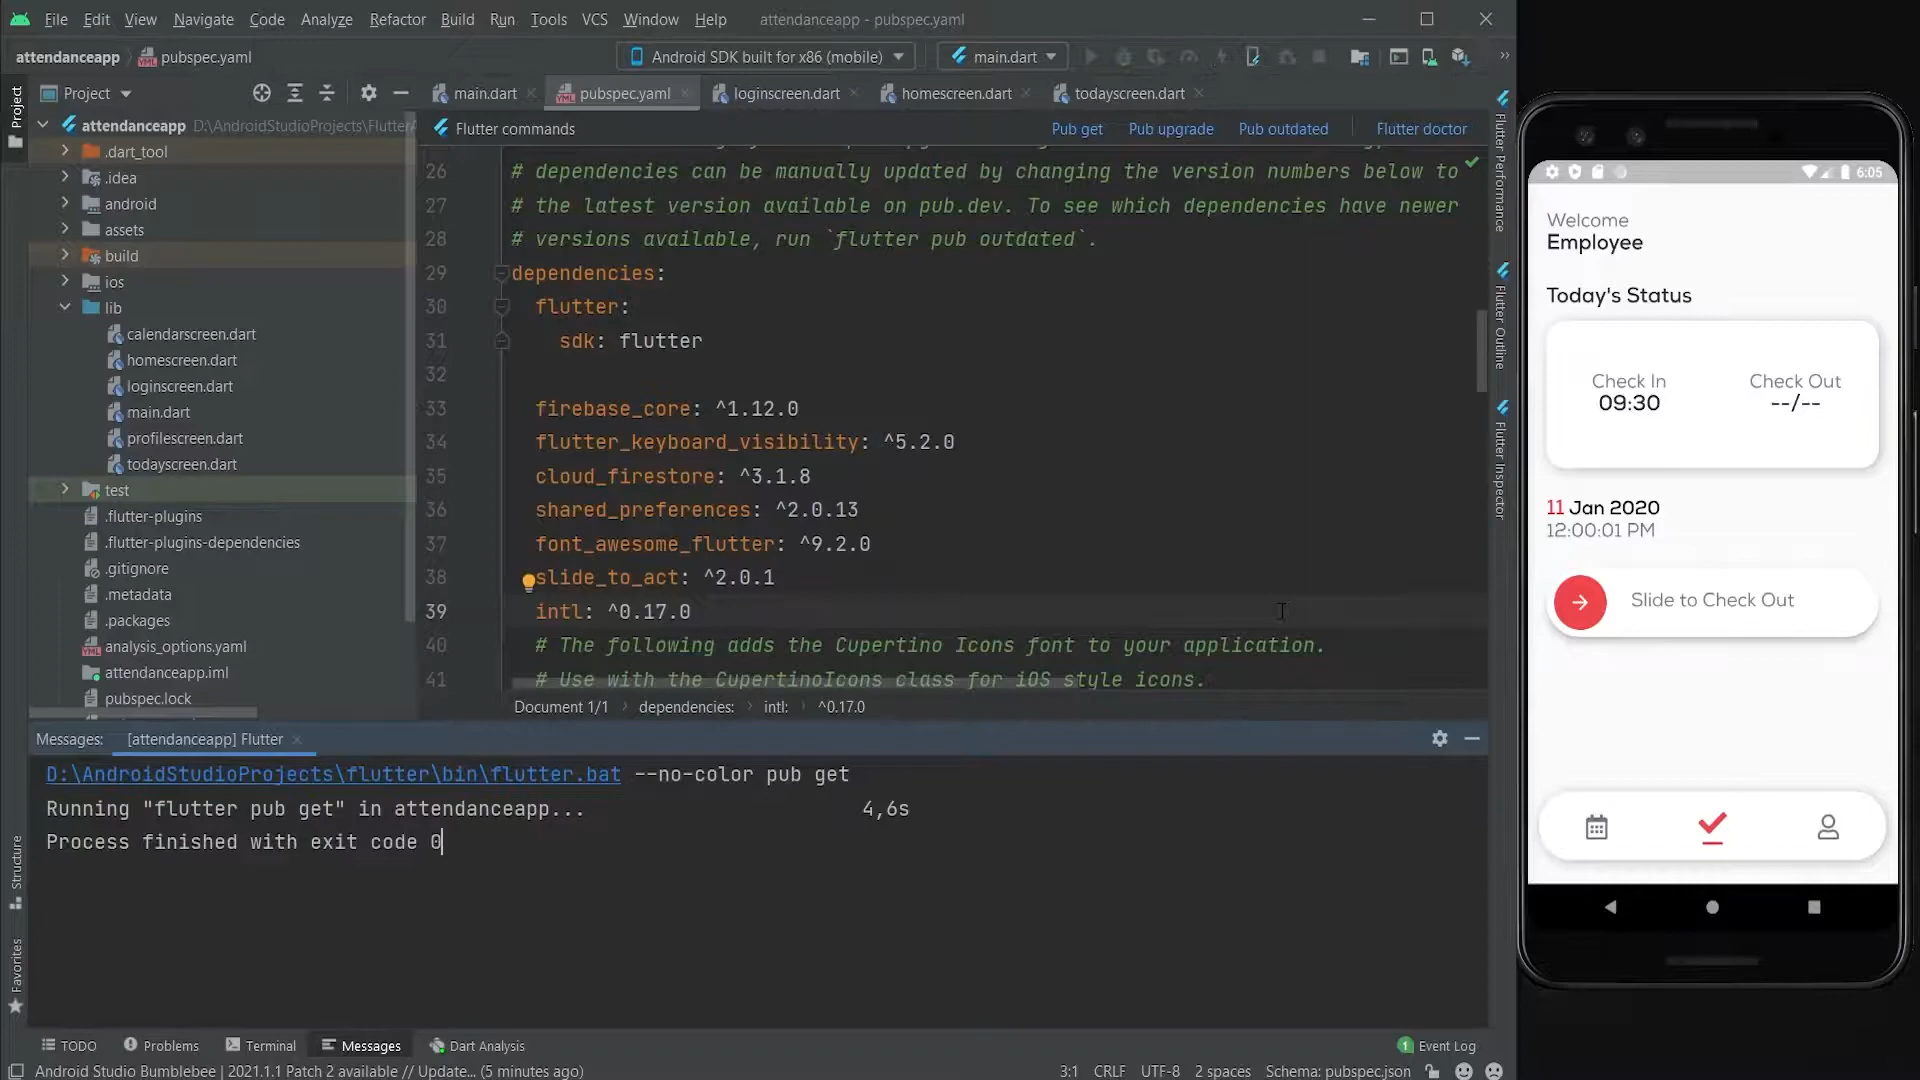 File Edit View Navigate Code Analyze Refactor Build Run Tools VCS Window Help attendanceapp - pubspec.yaml
attendanceapp pubspec.yaml Android SDK built for x86 (mobile) main.dart
Project main.dart pubspec.yaml loginscreen.dart homescreen.dart todayscreen.dart
Project
attendanceapp D:\AndroidStudioProjects\Flutter
Flutter commands Pub get Pub upgrade Pub outdated Flutter doctor
.dart_tool
.idea
android
assets
build
ios
lib
calendarscreen.dart
homescreen.dart
loginscreen.dart
main.dart
profilescreen.dart
todayscreen.dart
test
.flutter-plugins
.flutter-plugins-dependencies
.gitignore
.metadata
.packages
analysis_options.yaml
attendanceapp.iml
pubspec.lock
26 # dependencies can be manually updated by changing the version numbers below to
27 # the latest version available on pub.dev. To see which dependencies have newer
28 # versions available, run `flutter pub outdated`.
29 dependencies:
30 flutter:
31 sdk: flutter
32
33 firebase_core: ^1.12.0
34 flutter_keyboard_visibility: ^5.2.0
35 cloud_firestore: ^3.1.8
36 shared_preferences: ^2.0.13
37 font_awesome_flutter: ^9.2.0
38 slide_to_act: ^2.0.1
39 intl: ^0.17.0
40 # The following adds the Cupertino Icons font to your application.
41 # Use with the CupertinoIcons class for iOS style icons.
Document 1/1 dependencies: intl: ^0.17.0
Flutter Performance
Flutter Outline
Flutter Inspector
Messages: [attendanceapp] Flutter
D:\AndroidStudioProjects\flutter\bin\flutter.bat --no-color pub get
Running "flutter pub get" in attendanceapp... 4,6s
Process finished with exit code 0
Structure
Favorites
TODO Problems Terminal Messages Dart Analysis 1 Event Log
Android Studio Bumblebee | 2021.1.1 Patch 2 available // Update... (5 minutes ago) 3:1 CRLF UTF-8 2 spaces Schema: pubspec.json
6:05
Welcome
Employee
Today's Status
Check In Check Out
09:30 --/--
11 Jan 2020
12:00:01 PM
Slide to Check Out